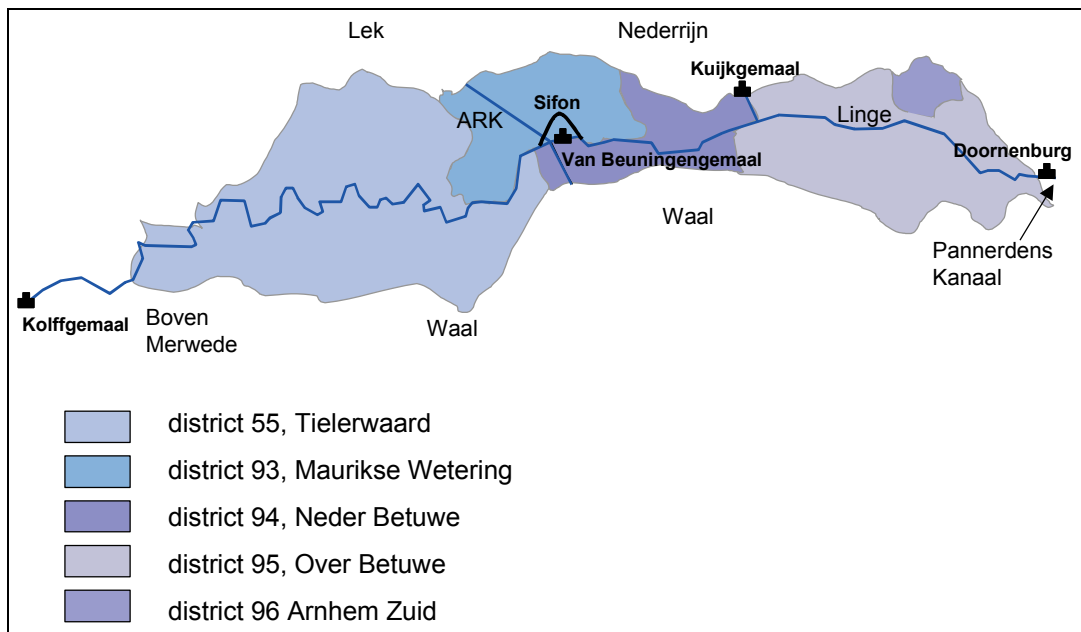 Lek
Nederrijn
Kuijkgemaal
Sifon
ARK
Linge
Van Beuningengemaal
Doornenburg
Waal
Pannerdens
Kanaal
Kolffgemaal
Boven
Merwede
Waal
district 55, Tielerwaard
district 93, Maurikse Wetering
district 94, Neder Betuwe
district 95, Over Betuwe
district 96 Arnhem Zuid